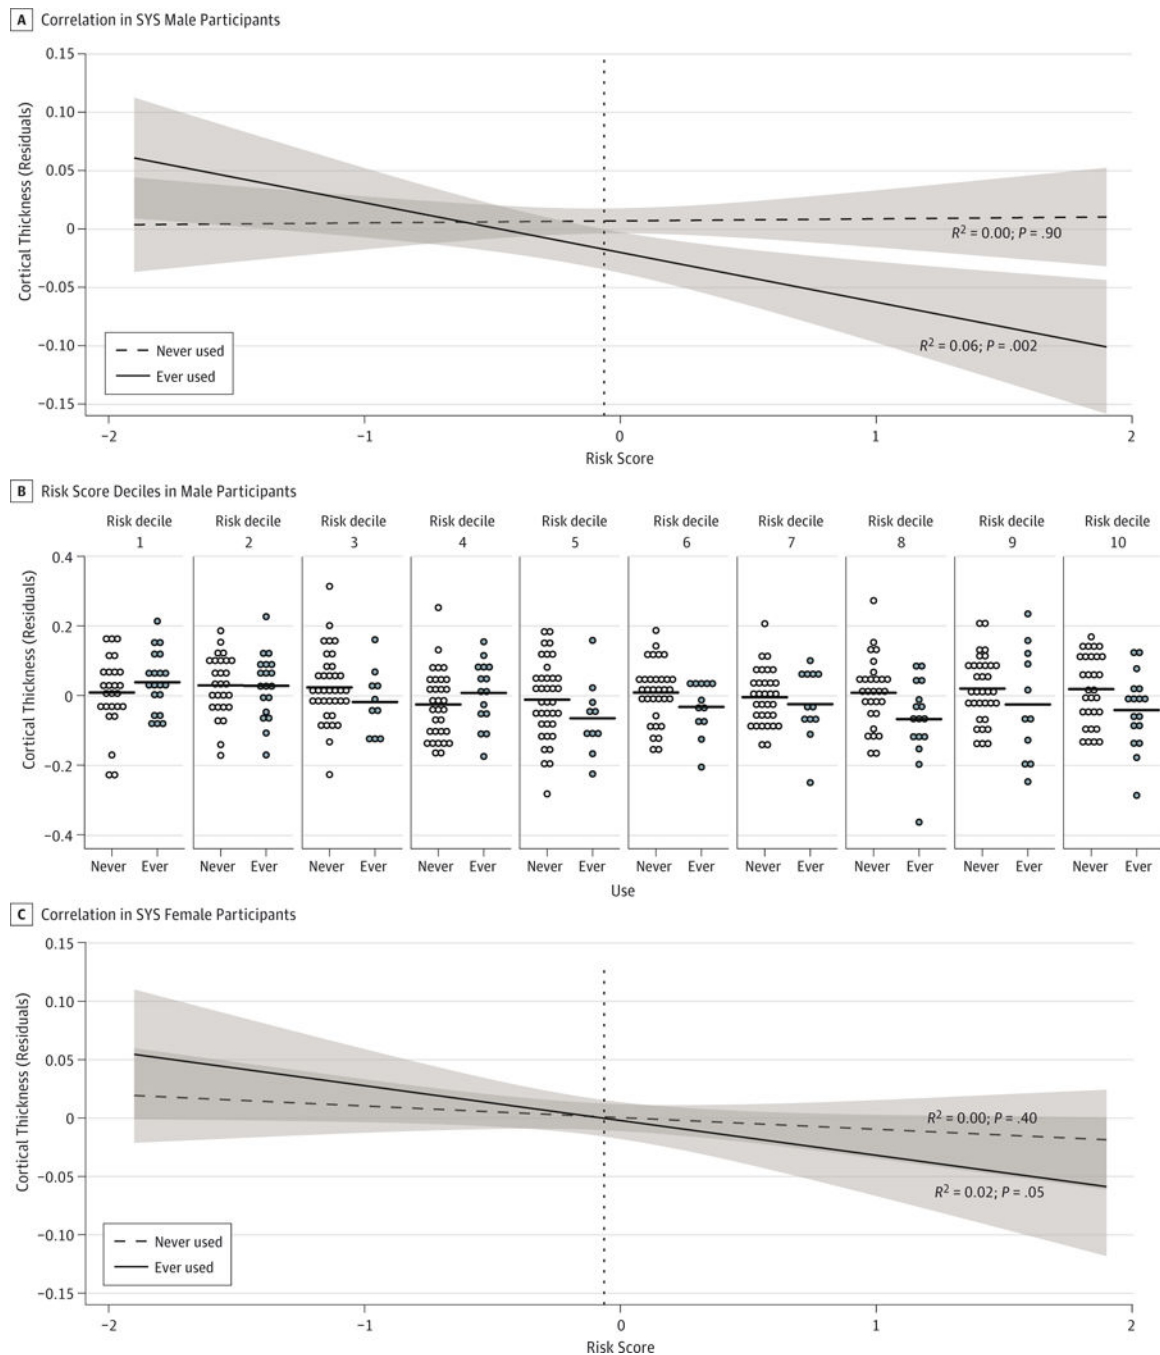 A Correlation in SYS Male Participants
Cortical Thickness (Residuals)
0.15
0.10
0.05
0
−0.05
−0.10
−0.15
R² = 0.00; P = .90
R² = 0.06; P = .002
Never used
Ever used
−2 −1 0 1 2
Risk Score
B Risk Score Deciles in Male Participants
Risk decile Risk decile Risk decile Risk decile Risk decile Risk decile Risk decile Risk decile Risk decile Risk decile
1 2 3 4 5 6 7 8 9 10
Cortical Thickness (Residuals)
0.4
0.2
0
−0.2
−0.4
Never Ever Never Ever Never Ever Never Ever Never Ever Never Ever Never Ever Never Ever Never Ever Never Ever
Use
C Correlation in SYS Female Participants
Cortical Thickness (Residuals)
0.15
0.10
0.05
0
−0.05
−0.10
−0.15
R² = 0.00; P = .40
R² = 0.02; P = .05
Never used
Ever used
−2 −1 0 1 2
Risk Score